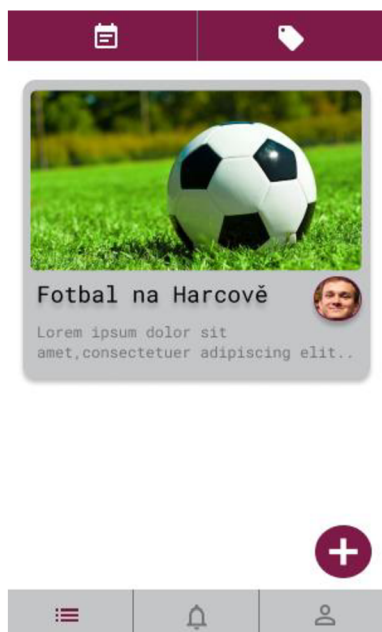 Fotbal na Harcově
Lorem ipsum dolor sit
amet,consectetuer adipiscing elit..